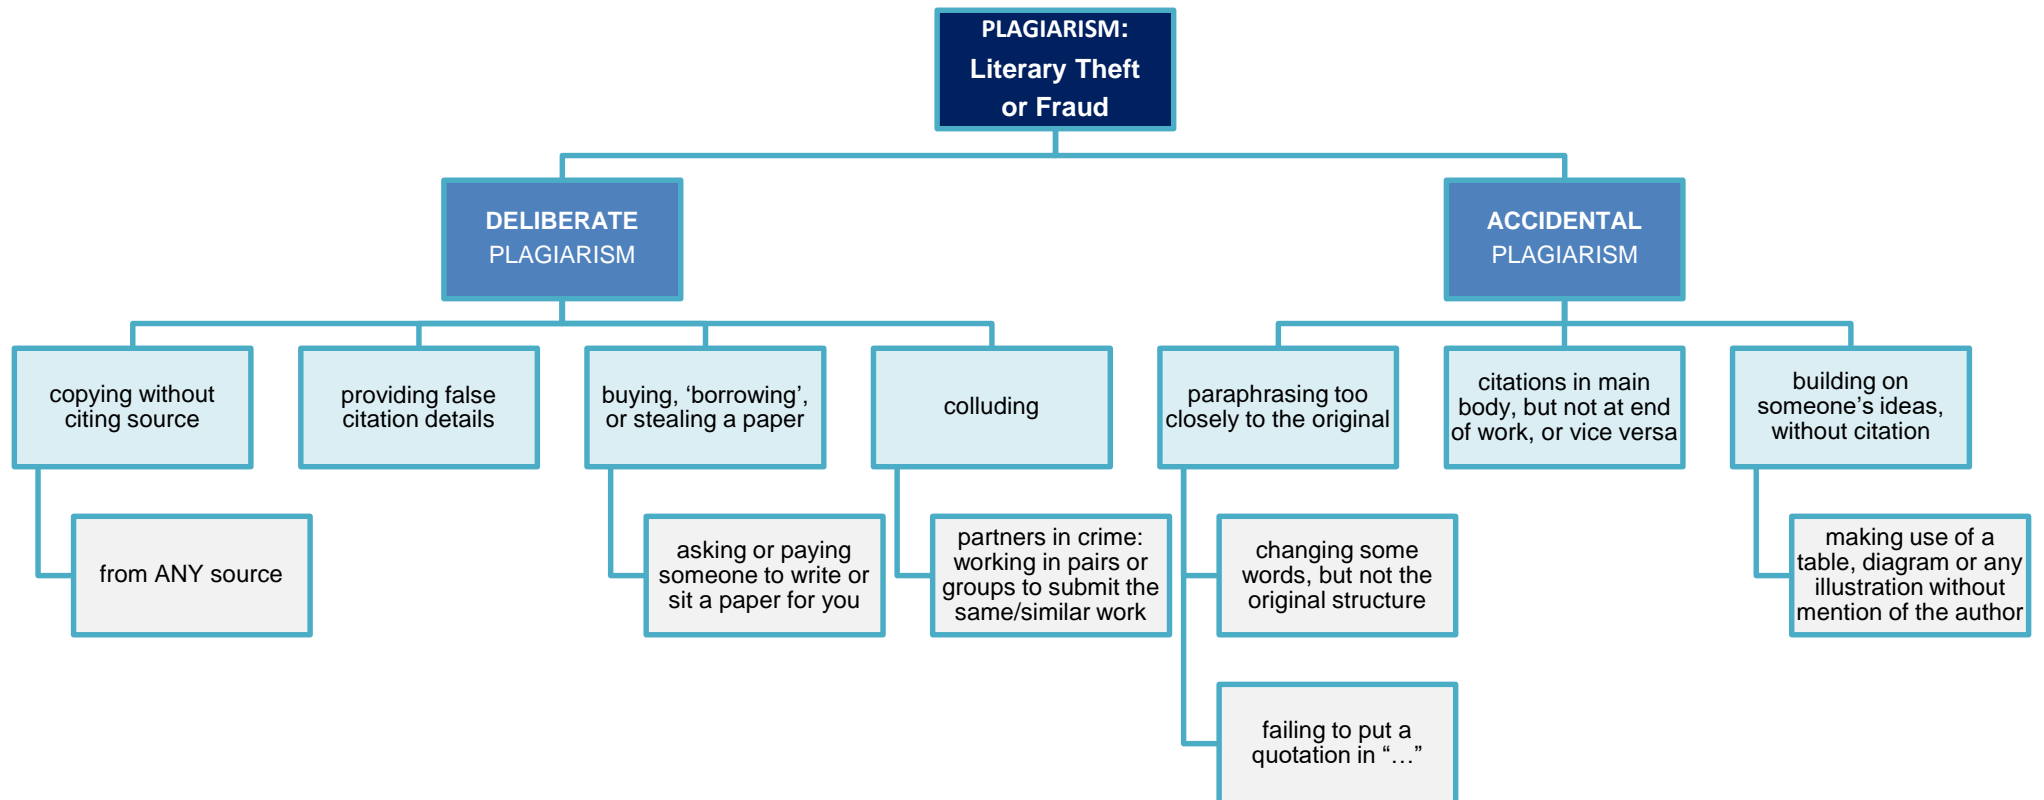 PLAGIARISM:
Literary Theft
or Fraud
DELIBERATE
PLAGIARISM
ACCIDENTAL
PLAGIARISM
copying without
citing source
providing false
citation details
buying, ‘borrowing’,
or stealing a paper
colluding
paraphrasing too
closely to the original
citations in main
body, but not at end
of work, or vice versa
building on
someone’s ideas,
without citation
from ANY source
asking or paying
someone to write or
sit a paper for you
partners in crime:
working in pairs or
groups to submit the
same/similar work
changing some
words, but not the
original structure
making use of a
table, diagram or any
illustration without
mention of the author
failing to put a
quotation in “…”